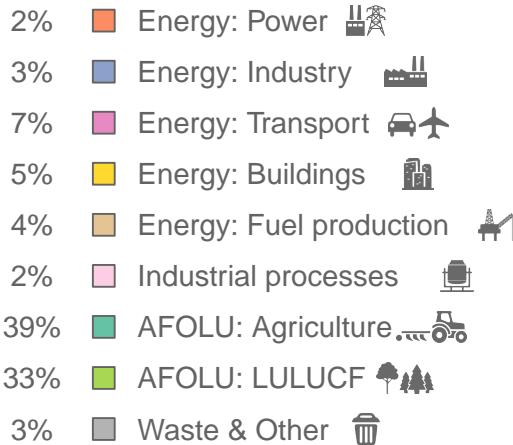 2% Energy: Power
3% Energy: Industry
7% Energy: Transport
5% Energy: Buildings
4% Energy: Fuel production
2% Industrial processes
39% AFOLU: Agriculture
33% AFOLU: LULUCF
3% Waste & Other